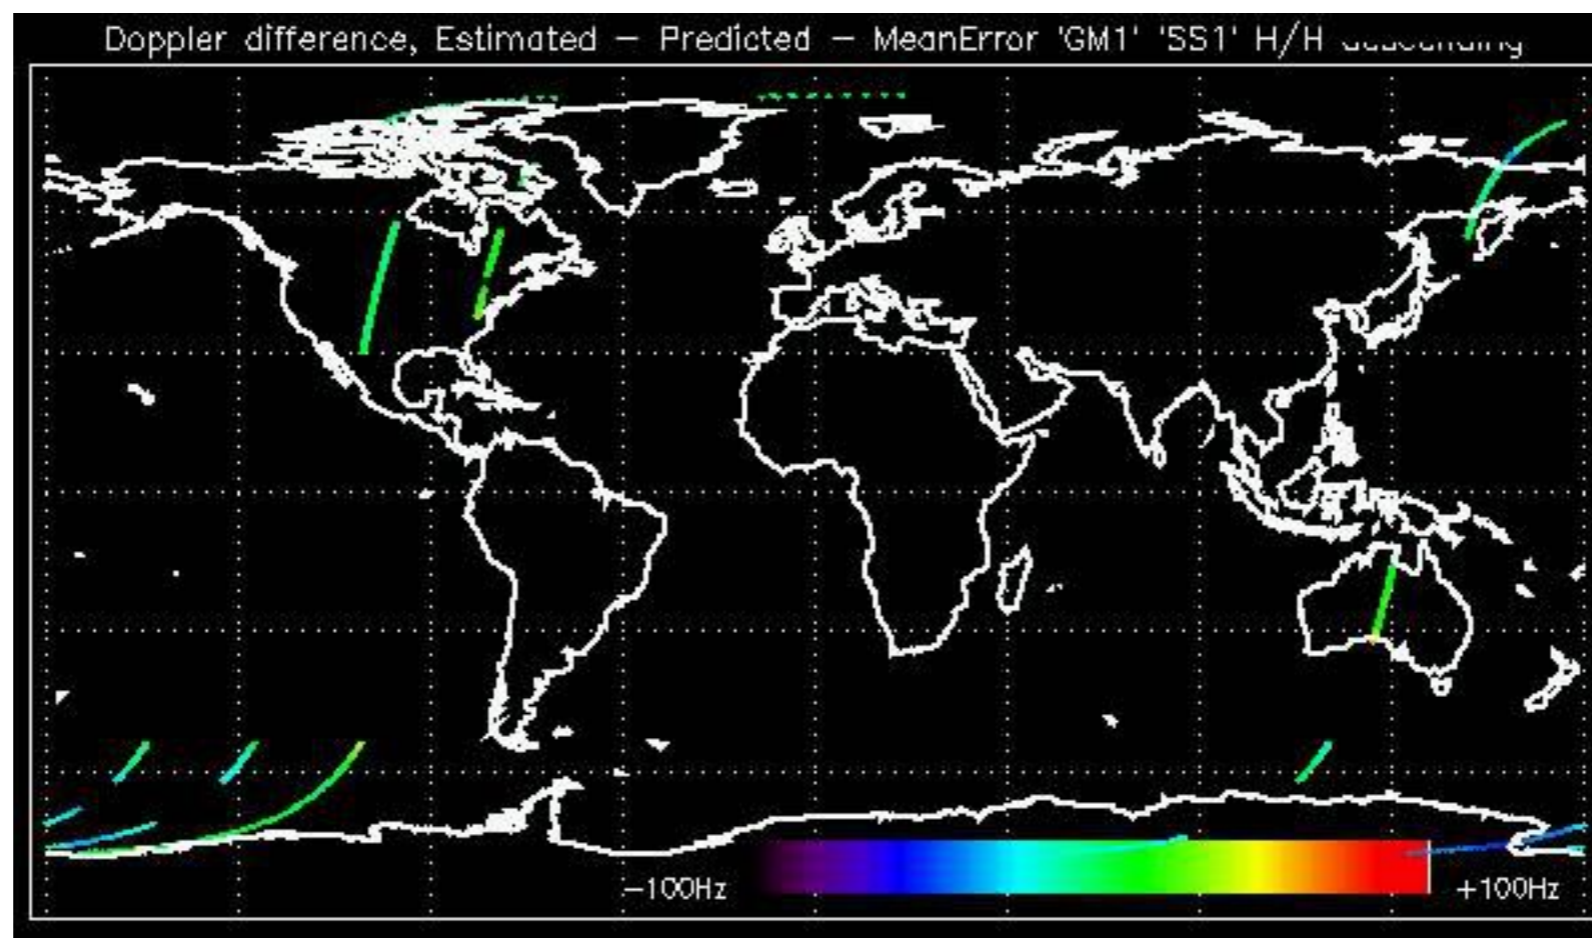 Doppler difference, Estimated – Predicted – MeanError 'GM1' 'SS1' H/H
-100Hz
+100Hz